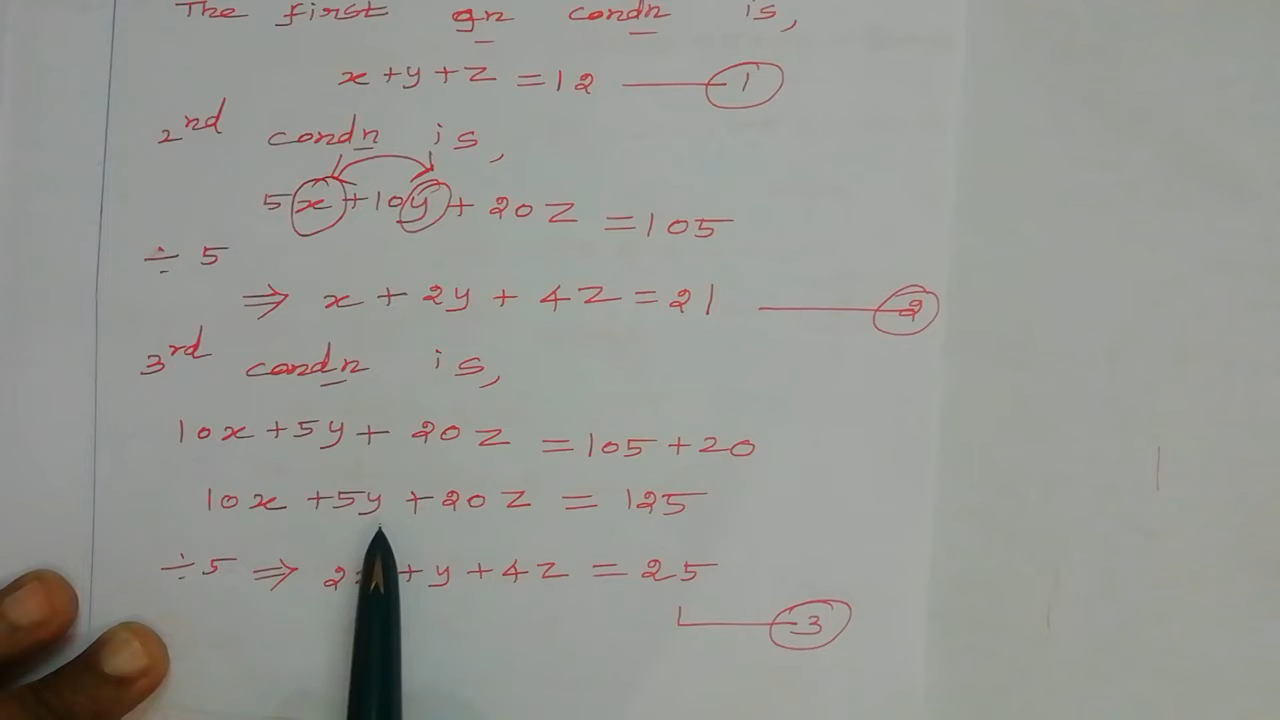 The first gn condn is,
x + y + z = 12 ——— 1
2nd condn is,
5x + 10y + 20z = 105
÷ 5
⇒ x + 2y + 4z = 21 ——— 2
3rd condn is,
10x + 5y + 20z = 105 + 20
10x + 5y + 20z = 125
÷5 ⇒ 2x + y + 4z = 25
3